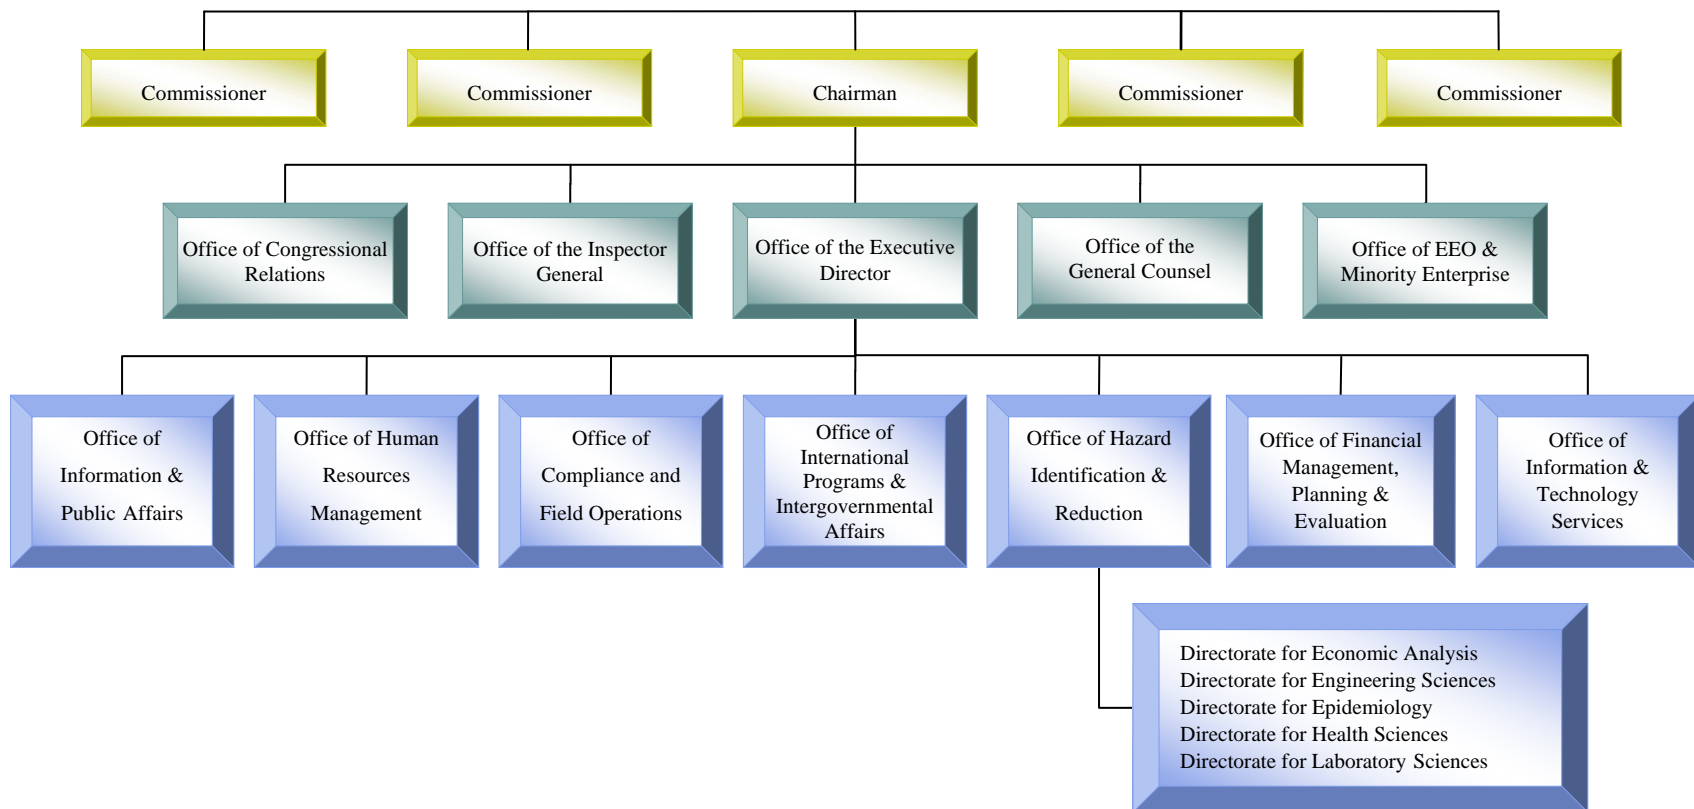 Commissioner
Commissioner
Chairman
Commissioner
Commissioner
Office of Congressional
Relations
Office of the Inspector
General
Office of the Executive
Director
Office of the
General Counsel
Office of EEO &
Minority Enterprise
Office of
Information &
Public Affairs
Office of Human
Resources
Management
Office of
Compliance and
Field Operations
Office of
International
Programs &
Intergovernmental
Affairs
Office of Hazard
Identification &
Reduction
Office of Financial
Management,
Planning &
Evaluation
Office of
Information &
Technology
Services
Directorate for Economic Analysis
Directorate for Engineering Sciences
Directorate for Epidemiology
Directorate for Health Sciences
Directorate for Laboratory Sciences